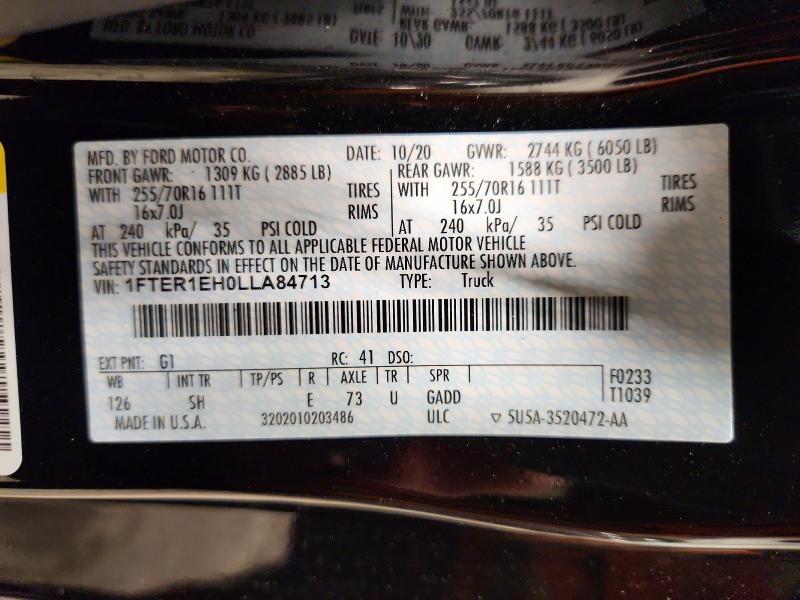 MFD. BY FORD MOTOR CO. DATE: 10/20 GVWR: 2744 KG ( 6050 LB)
FRONT GAWR: 1309 KG ( 2885 LB) REAR GAWR: 1588 KG ( 3500 LB)
WITH 255/70R16 111T TIRES WITH 255/70R16 111T TIRES
16x7.0J RIMS 16x7.0J RIMS
AT 240 kPa/ 35 PSI COLD AT 240 kPa/ 35 PSI COLD
THIS VEHICLE CONFORMS TO ALL APPLICABLE FEDERAL MOTOR VEHICLE
SAFETY STANDARDS IN EFFECT ON THE DATE OF MANUFACTURE SHOWN ABOVE.
VIN: 1FTER1EH0LLA84713 TYPE: Truck
EXT PNT: G1 RC: 41 DSO:
WB INT TR TP/PS R AXLE TR SPR F0233
126 SH E 73 U GADD T1039
MADE IN U.S.A. 3202010203486 ULC ▽ 5U5A-3520472-AA